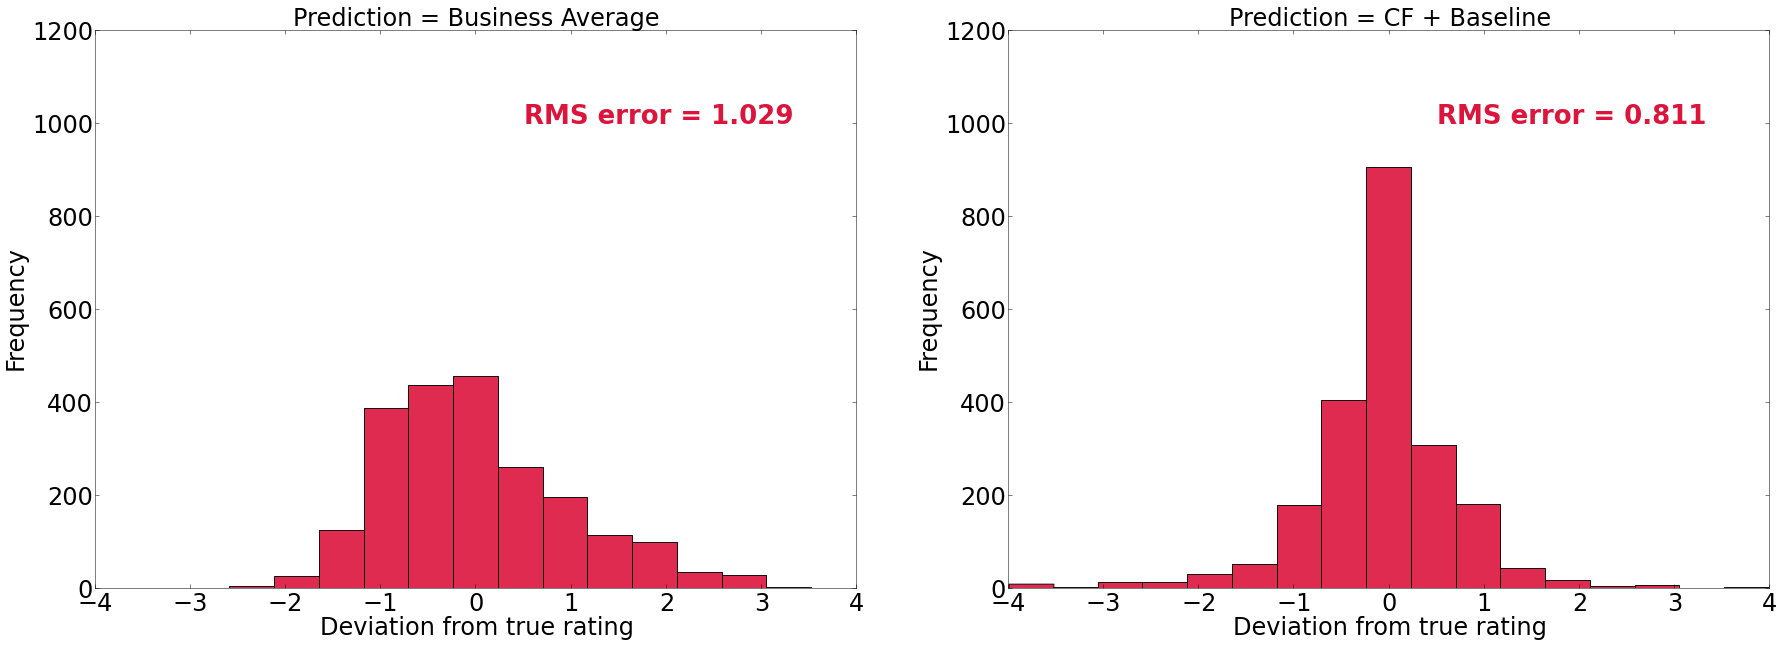 Prediction = Business Average
1200
1000
800
600
400
200
0
Frequency
RMS error = 1.029
−4 −3 −2 −1 0 1 2 3 4
Deviation from true rating
Prediction = CF + Baseline
1200
1000
800
600
400
200
0
Frequency
RMS error = 0.811
−4 −3 −2 −1 0 1 2 3 4
Deviation from true rating